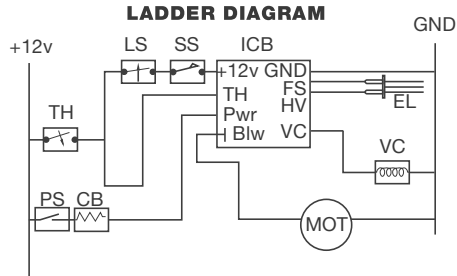 LADDER DIAGRAM
+12v
GND
LS
SS
ICB
+12v GND
FS
EL
HV
TH
TH
Pwr
Blw
VC
VC
PS
CB
MOT